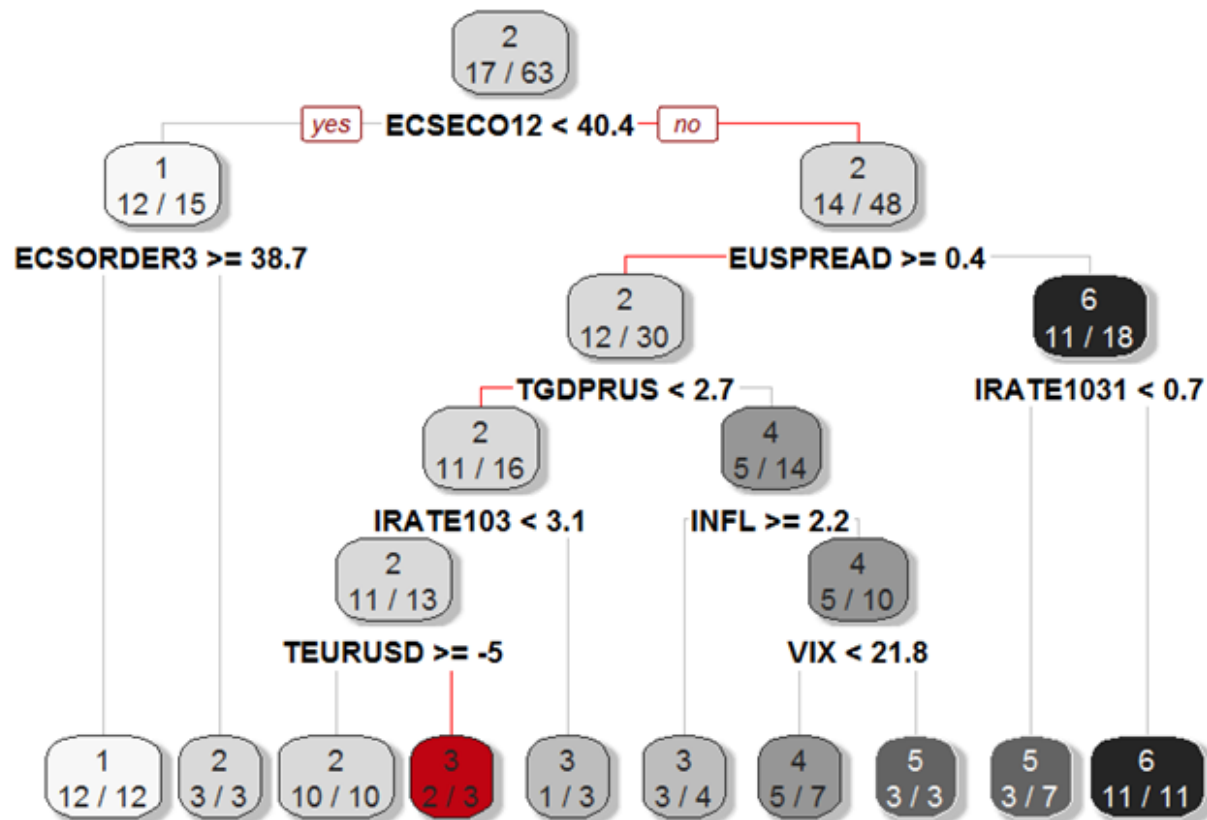 2
17 / 63
yes
ECSECO12 < 40.4
no
1
12 / 15
2
14 / 48
ECSORDER3 >= 38.7
EUSPREAD >= 0.4
2
12 / 30
6
11 / 18
TGDPRUS < 2.7
IRATE1031 < 0.7
2
11 / 16
4
5 / 14
IRATE103 < 3.1
INFL >= 2.2
2
11 / 13
4
5 / 10
TEURUSD >= -5
VIX < 21.8
1
12 / 12
2
3 / 3
2
10 / 10
3
2 / 3
3
1 / 3
3
3 / 4
4
5 / 7
5
3 / 3
5
3 / 7
6
11 / 11